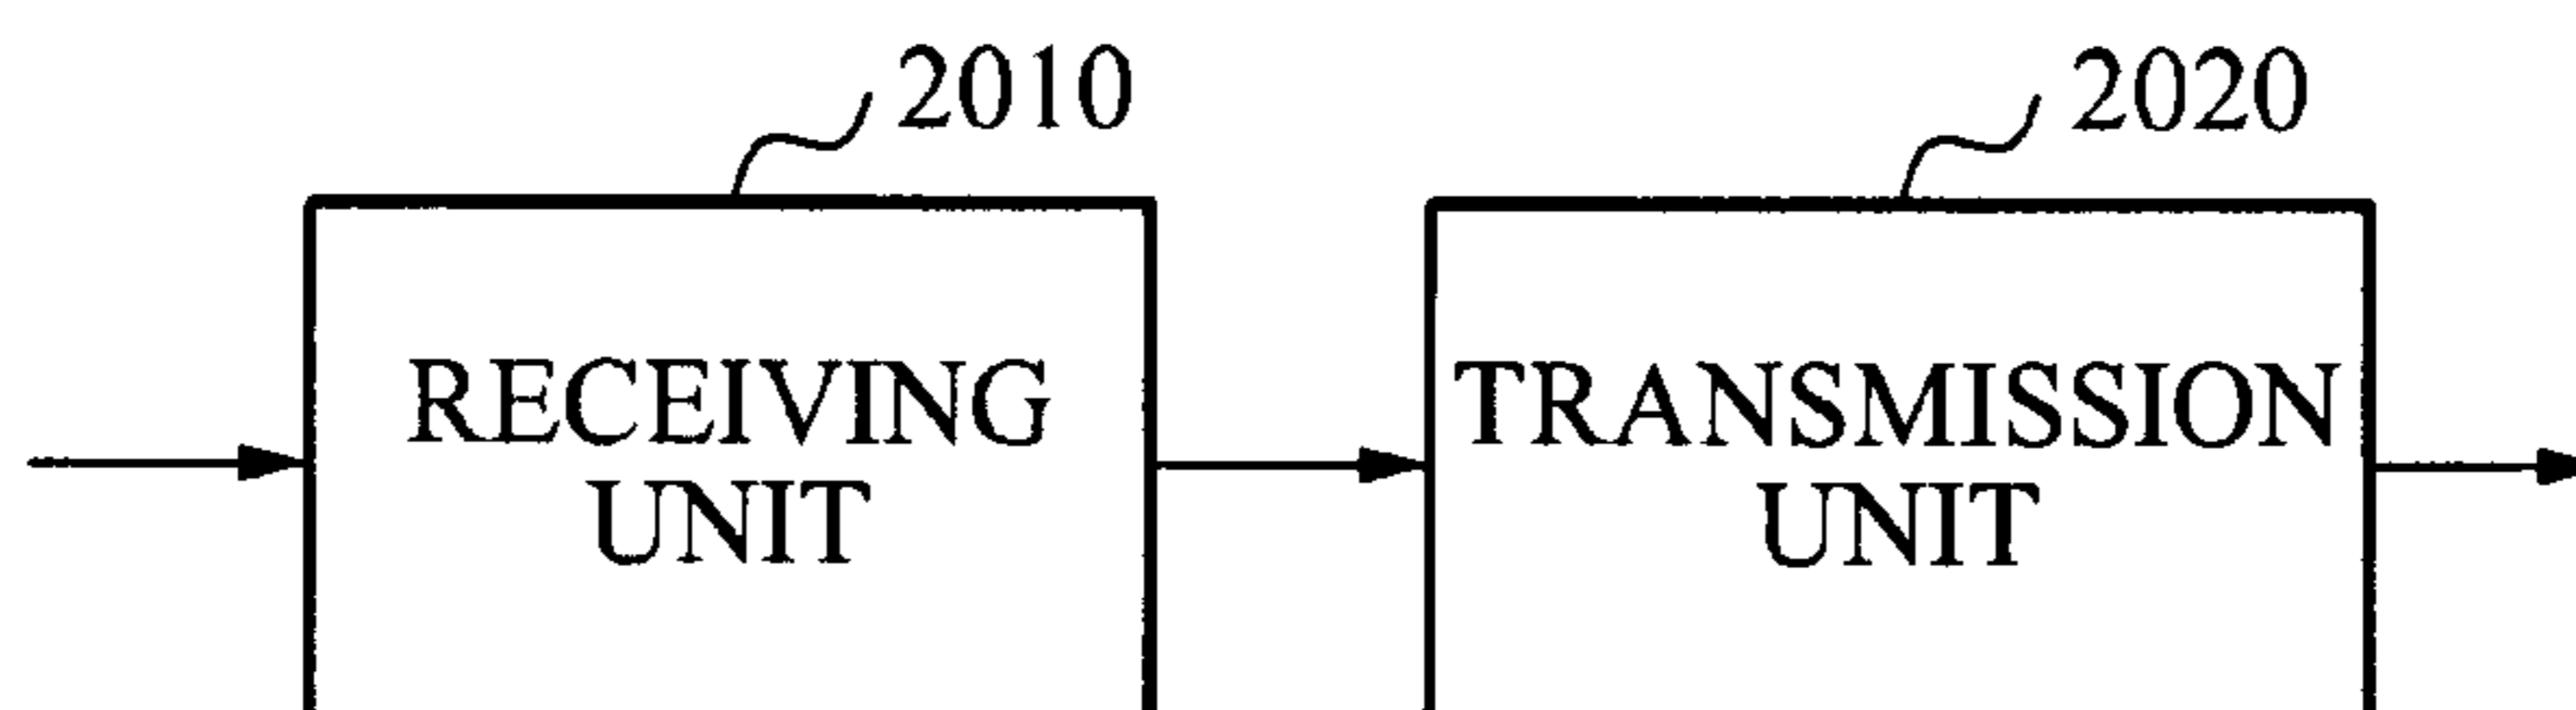 2010
2020
RECEIVING
UNIT
TRANSMISSION
UNIT